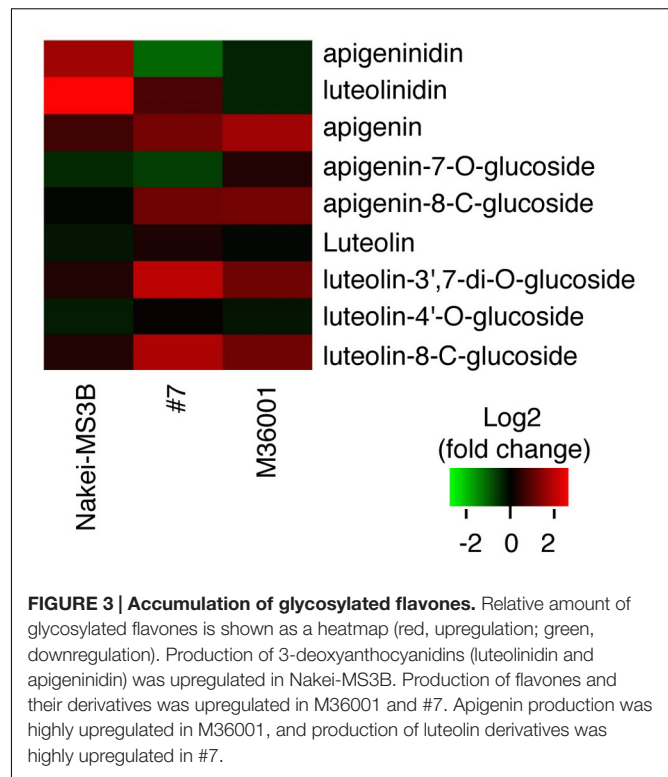 apigeninidin
luteolinidin
apigenin
apigenin-7-O-glucoside
apigenin-8-C-glucoside
Luteolin
luteolin-3',7-di-O-glucoside
luteolin-4'-O-glucoside
luteolin-8-C-glucoside
Nakei-MS3B
#7
M36001
Log2
(fold change)
-2 0 2
FIGURE 3 | Accumulation of glycosylated flavones. Relative amount of
glycosylated flavones is shown as a heatmap (red, upregulation; green,
downregulation). Production of 3-deoxyanthocyanidins (luteolinidin and
apigeninidin) was upregulated in Nakei-MS3B. Production of flavones and
their derivatives was upregulated in M36001 and #7. Apigenin production was
highly upregulated in M36001, and production of luteolin derivatives was
highly upregulated in #7.